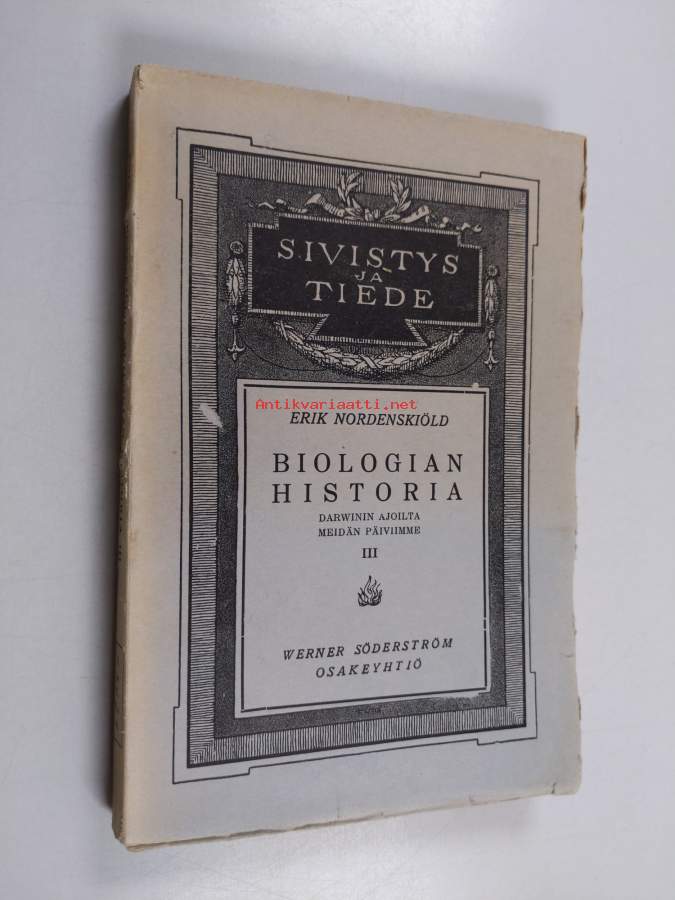 SIVISTYS
JA
TIEDE
Antikvariaatti.net
ERIK NORDENSKIÖLD
BIOLOGIAN
HISTORIA
DARWININ AJOILTA
MEIDÄN PÄIVIIMME
III
WERNER SÖDERSTRÖM
OSAKEYHTIÖ